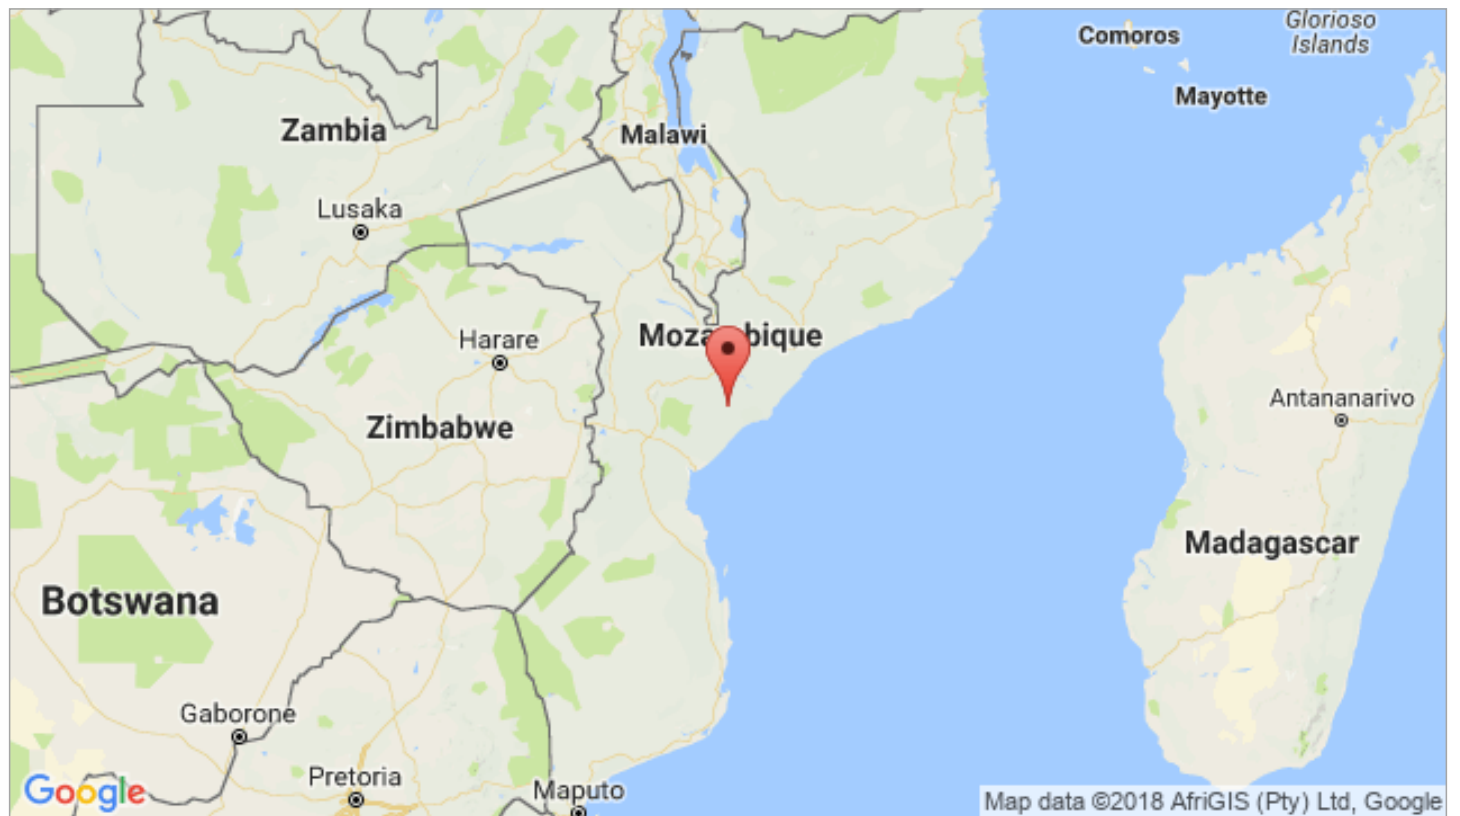 Comoros
Glorioso
Islands
Mayotte
Zambia
Malawi
Lusaka
Mozambique
Harare
Antananarivo
Zimbabwe
Madagascar
Botswana
Gaborone
Pretoria
Maputo
Google
Map data ©2018 AfriGIS (Pty) Ltd, Google